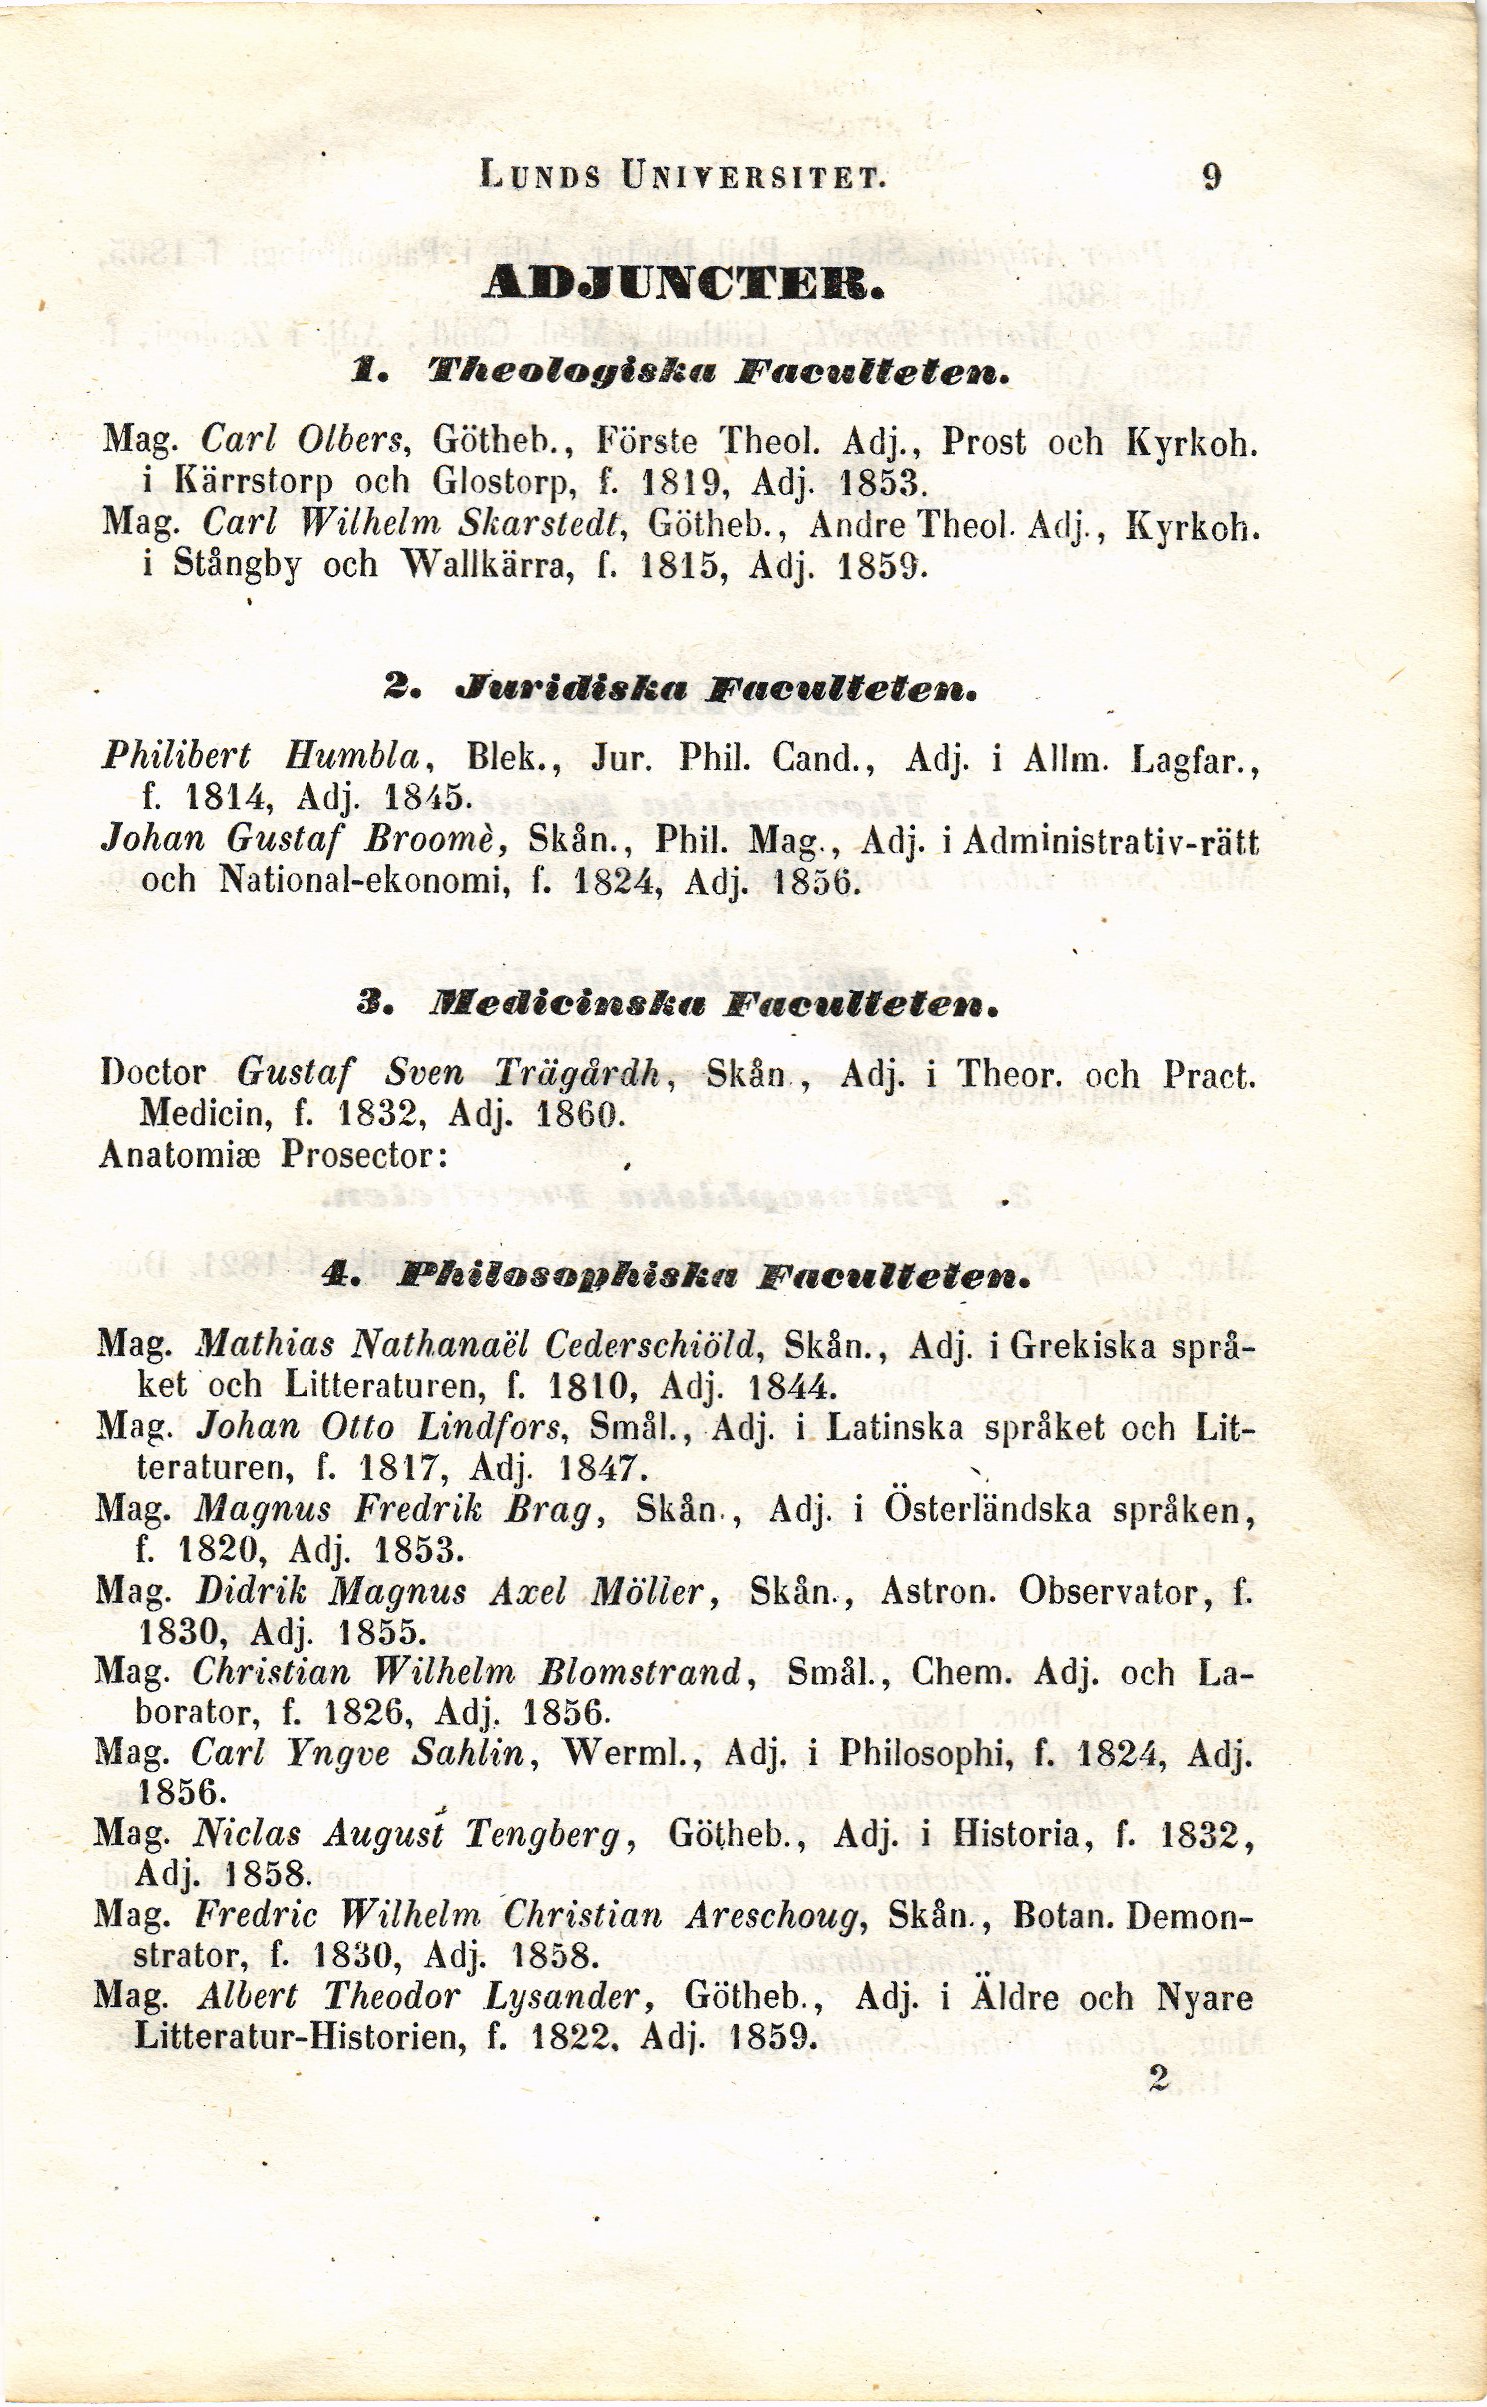 LUNDS UNIVERSITET. 9
ADJUNCTER.
1. Theologiska Faculteten.
Mag. Carl Olbers, Götheb., Förste Theol. Adj., Prost och Kyrkoh.
i Kärrstorp och Glostorp, f. 1819, Adj. 1853.
Mag. Carl Wilhelm Skarstedt, Götheb., Andre Theol. Adj., Kyrkoh.
i Stångby och Wallkärra, f. 1815, Adj. 1859.
2. Juridiska Faculteten.
Philibert Humbla, Blek., Jur. Phil. Cand., Adj. i Allm. Lagfar.,
f. 1814, Adj. 1845.
Johan Gustaf Broomè, Skån., Phil. Mag., Adj. i Administrativ-rätt
och National-ekonomi, f. 1824, Adj. 1856.
3. Medicinska Faculteten.
Doctor Gustaf Sven Trägårdh, Skån., Adj. i Theor. och Pract.
Medicin, f. 1832, Adj. 1860.
Anatomiæ Prosector:
4. Philosophiska Faculteten.
Mag. Mathias Nathanaël Cederschiöld, Skån., Adj. i Grekiska språ-
ket och Litteraturen, f. 1810, Adj. 1844.
Mag. Johan Otto Lindfors, Smål., Adj. i Latinska språket och Lit-
teraturen, f. 1817, Adj. 1847.
Mag. Magnus Fredrik Brag, Skån., Adj. i Österländska språken,
f. 1820, Adj. 1853.
Mag. Didrik Magnus Axel Möller, Skån., Astron. Observator, f.
1830, Adj. 1855.
Mag. Christian Wilhelm Blomstrand, Smål., Chem. Adj. och La-
borator, f. 1826, Adj. 1856.
Mag. Carl Yngve Sahlin, Werml., Adj. i Philosophi, f. 1824, Adj.
1856.
Mag. Niclas August Tengberg, Götheb., Adj. i Historia, f. 1832,
Adj. 1858.
Mag. Fredric Wilhelm Christian Areschoug, Skån., Botan. Demon-
strator, f. 1830, Adj. 1858.
Mag. Albert Theodor Lysander, Götheb., Adj. i Äldre och Nyare
Litteratur-Historien, f. 1822, Adj. 1859.
2